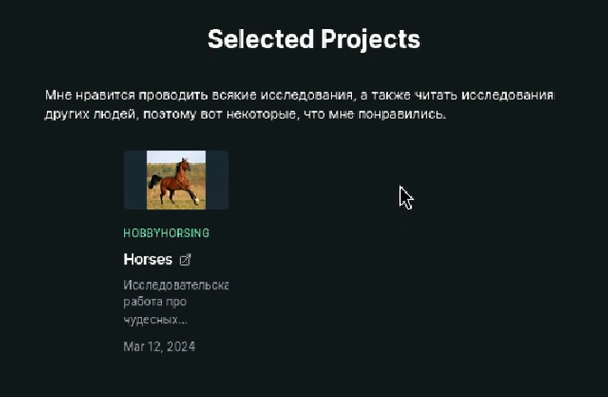 Selected Projects
Мне нравится проводить всякие исследования, а также читать исследования
других людей, поэтому вот некоторые, что мне понравились.
HOBBYHORSING
Horses
Исследовательска
работа про
чудесных...
Mar 12, 2024